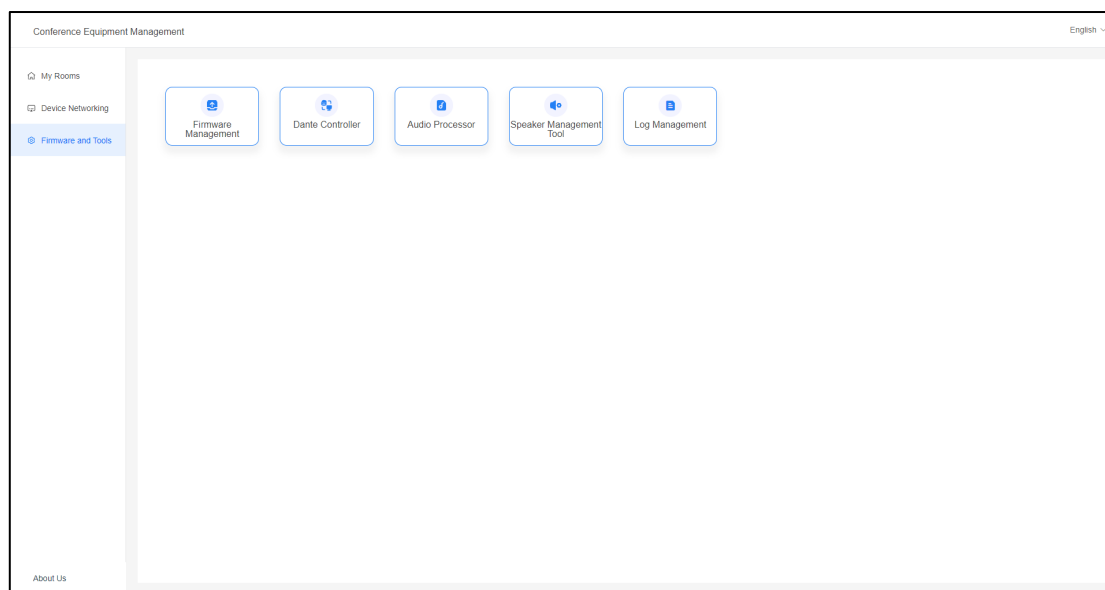 Conference Equipment Management
English
My Rooms
Device Networking
Firmware and Tools
Firmware
Management
Dante Controller
Audio Processor
Speaker Management
Tool
Log Management
About Us